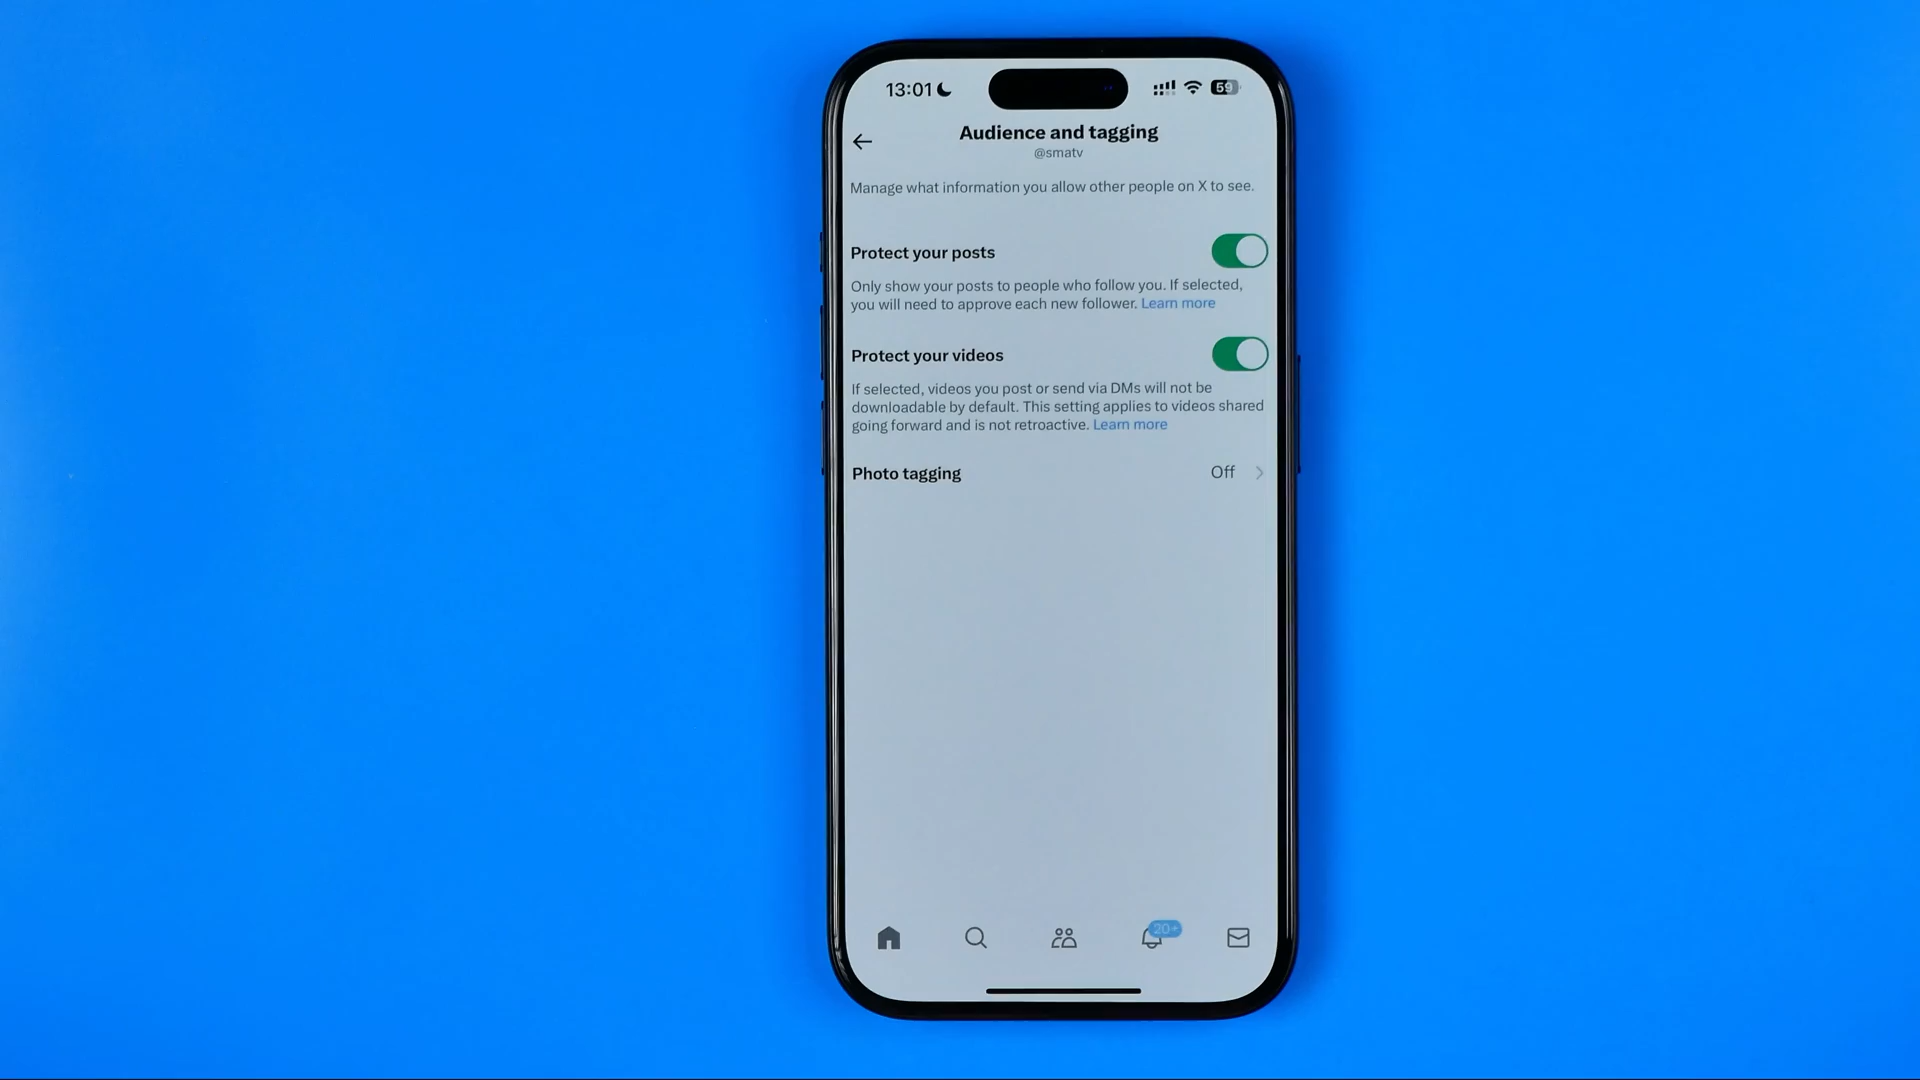 13:01
59
Audience and tagging
@smatv
Manage what information you allow other people on X to see.
Protect your posts
Only show your posts to people who follow you. If selected,
you will need to approve each new follower. Learn more
Protect your videos
If selected, videos you post or send via DMs will not be
downloadable by default. This setting applies to videos shared
going forward and is not retroactive. Learn more
Photo tagging Off
20+